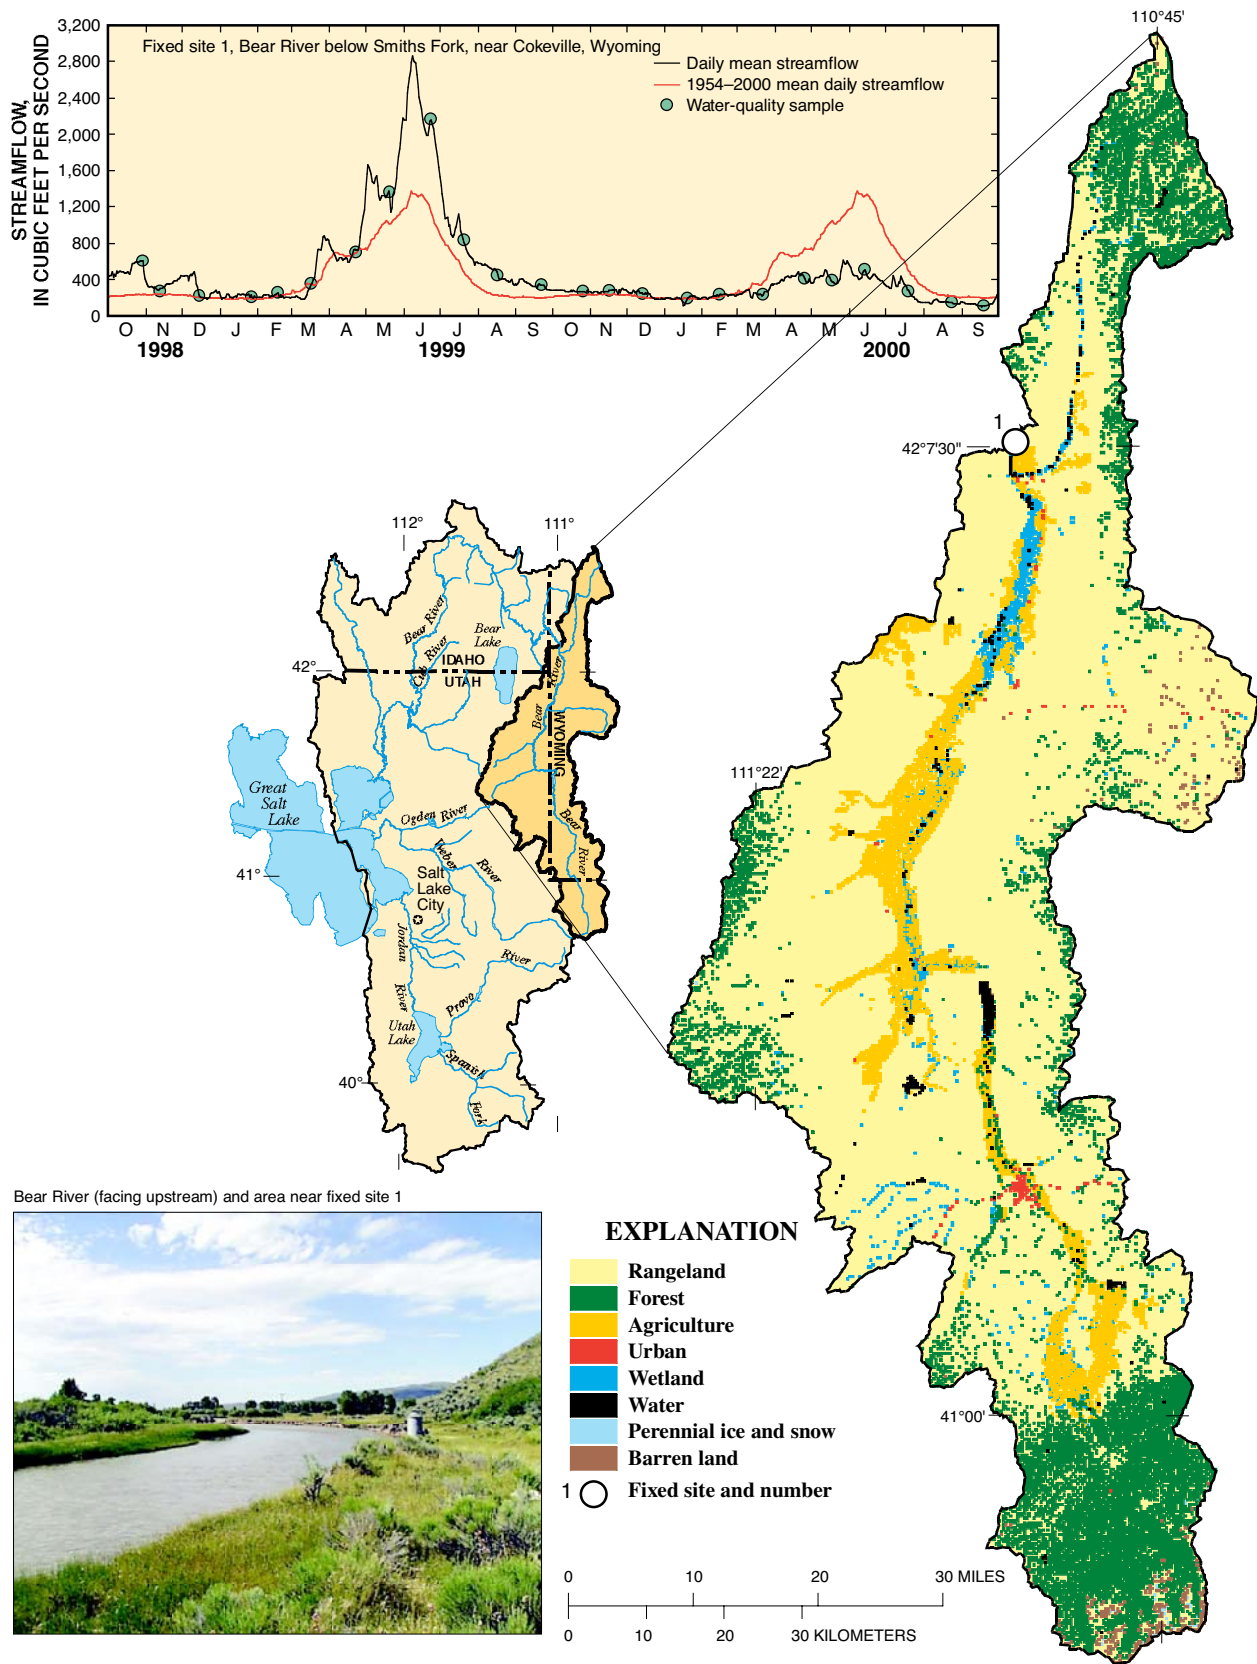 3,200
2,800
2,400
2,000
1,600
1,200
800
400
0
STREAMFLOW,
IN CUBIC FEET PER SECOND
Fixed site 1, Bear River below Smiths Fork, near Cokeville, Wyoming
Daily mean streamflow
1954–2000 mean daily streamflow
Water-quality sample
O N D J F M A M J J A S O N D J F M A M J J A S
1998 1999 2000
110°45'
1
42°7'30"
111°22'
41°00'
112° 111°
42°
41°
40°
Bear River
Cub River
Bear
Lake
IDAHO
UTAH
Bear
River
WYOMING
Great
Salt
Lake
Ogden River
Weber
River
Bear
River
Salt
Lake
City
Jordan
River
Provo
River
Utah
Lake
Spanish
Fork
Bear River (facing upstream) and area near fixed site 1
EXPLANATION
Rangeland
Forest
Agriculture
Urban
Wetland
Water
Perennial ice and snow
Barren land
1 Fixed site and number
0 10 20 30 MILES
0 10 20 30 KILOMETERS